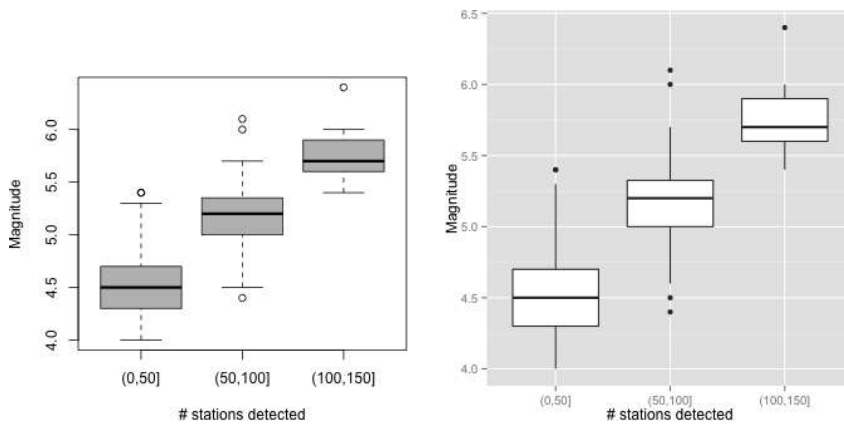 Magnitude
6.0
5.5
5.0
4.5
4.0
(0,50] (50,100] (100,150]
# stations detected
Magnitude
6.5
6.0
5.5
5.0
4.5
4.0
(0,50] (50,100] (100,150]
# stations detected